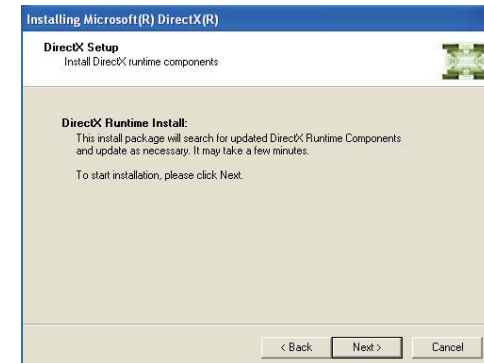 Installing Microsoft(R) DirectX(R)
DirectX Setup
Install DirectX runtime components
DirectX Runtime Install:
This install package will search for updated DirectX Runtime Components
and update as necessary. It may take a few minutes.
To start installation, please click Next.
< Back Next > Cancel